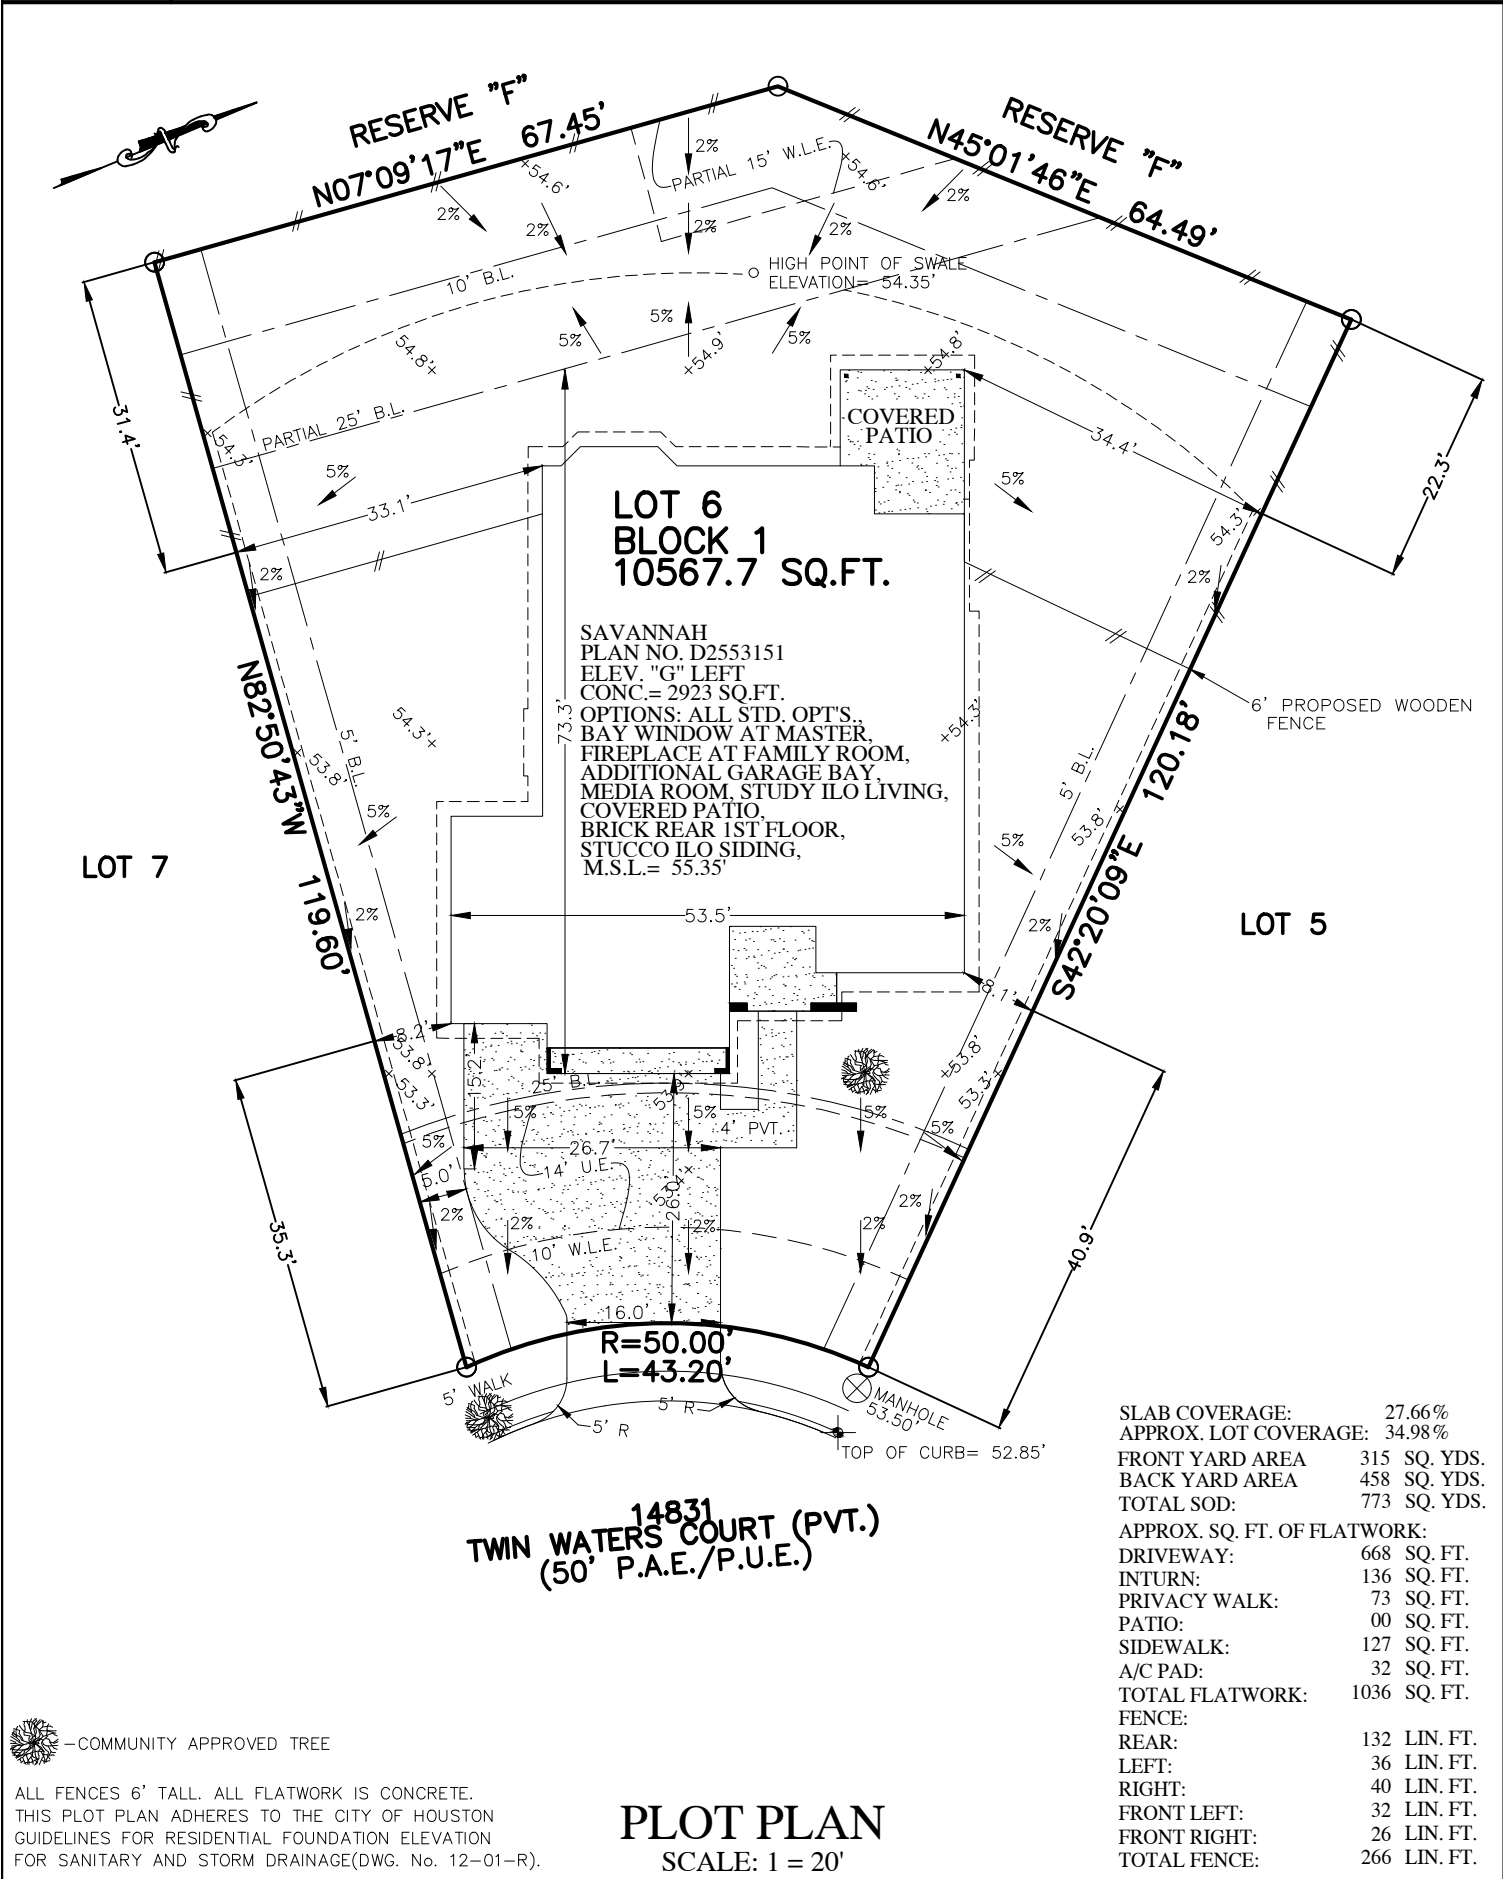 RESERVE "F"
N07°09'17"E 67.45'
RESERVE "F"
N45°01'46"E 64.49'
2%
PARTIAL 15' W.L.E.
+54.6'
+54.6'
2%
2%
2%
2%
2%
10' B.L.
HIGH POINT OF SWALE
ELEVATION= 54.35'
5%
5%
5%
54.8'+
+54.9'
+54.8'
31.4'
PARTIAL 25' B.L.
+54.3'
COVERED
PATIO
34.4'
22.3'
5%
33.1'
5%
54.3'+
LOT 6
BLOCK 1
10567.7 SQ.FT.
2%
2%
SAVANNAH
PLAN NO. D2553151
ELEV. "G" LEFT
CONC.= 2923 SQ.FT.
OPTIONS: ALL STD. OPT'S.,
BAY WINDOW AT MASTER,
FIREPLACE AT FAMILY ROOM,
ADDITIONAL GARAGE BAY,
MEDIA ROOM, STUDY ILO LIVING,
COVERED PATIO,
BRICK REAR 1ST FLOOR,
STUCCO ILO SIDING,
M.S.L.= 55.35'
73.3'
N82°50'43"W 119.60'
5' B.L.
54.3'+
+53.8'
5%
+54.3'
6' PROPOSED WOODEN
FENCE
5' B.L.
53.8'+
5%
S42°20'09"E 120.18'
LOT 7
LOT 5
2%
53.5'
2%
8.2'
8.1'
53.8'+
+53.3'
15.2'
25' B.L.
53.9'+
+53.8'
53.3'+
5%
5%
5%
5%
5%
4' PVT.
26.7'
14' U.E.
5.0'
53.4'+
26.0'
2%
2%
2%
2%
2%
10' W.L.E.
35.3'
40.9'
16.0'
R=50.00'
L=43.20'
5' WALK
5' R
5' R
MANHOLE
53.50'
TOP OF CURB= 52.85'
14831
TWIN WATERS COURT (PVT.)
(50' P.A.E./P.U.E.)
SLAB COVERAGE: 27.66%
APPROX. LOT COVERAGE: 34.98%
FRONT YARD AREA 315 SQ. YDS.
BACK YARD AREA 458 SQ. YDS.
TOTAL SOD: 773 SQ. YDS.
APPROX. SQ. FT. OF FLATWORK:
DRIVEWAY: 668 SQ. FT.
INTURN: 136 SQ. FT.
PRIVACY WALK: 73 SQ. FT.
PATIO: 00 SQ. FT.
SIDEWALK: 127 SQ. FT.
A/C PAD: 32 SQ. FT.
TOTAL FLATWORK: 1036 SQ. FT.
FENCE:
REAR: 132 LIN. FT.
LEFT: 36 LIN. FT.
RIGHT: 40 LIN. FT.
FRONT LEFT: 32 LIN. FT.
FRONT RIGHT: 26 LIN. FT.
TOTAL FENCE: 266 LIN. FT.
-COMMUNITY APPROVED TREE
ALL FENCES 6' TALL. ALL FLATWORK IS CONCRETE.
THIS PLOT PLAN ADHERES TO THE CITY OF HOUSTON
GUIDELINES FOR RESIDENTIAL FOUNDATION ELEVATION
FOR SANITARY AND STORM DRAINAGE(DWG. No. 12-01-R).
PLOT PLAN
SCALE: 1 = 20'